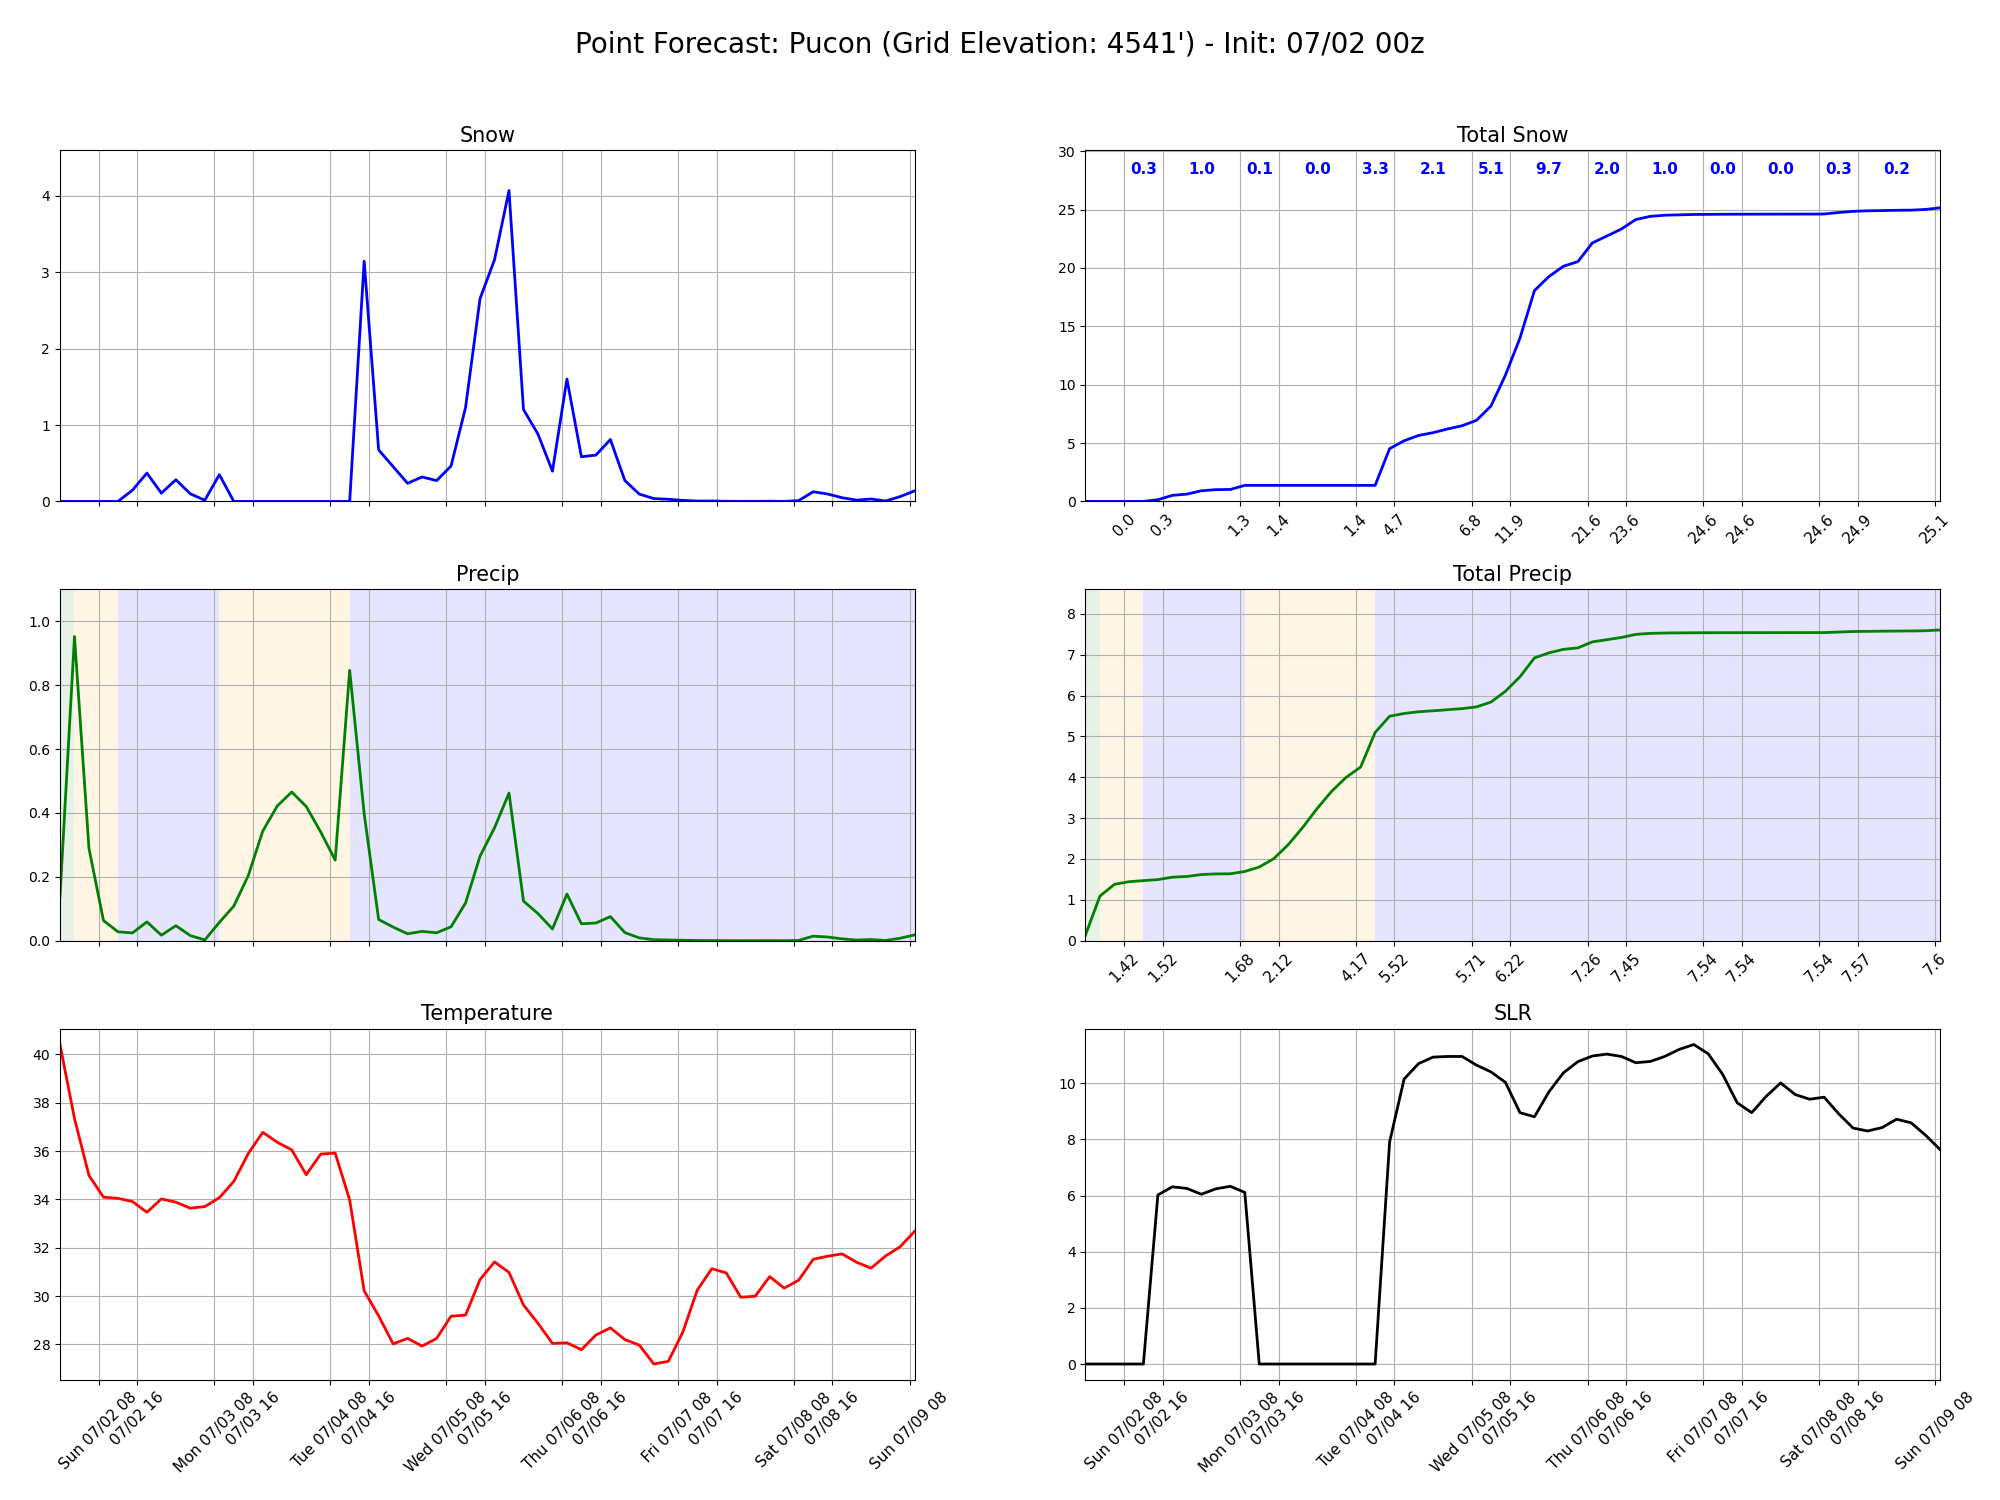 Point Forecast: Pucon (Grid Elevation: 4541') - Init: 07/02 00z
Snow
4
3
2
1
0
Total Snow
30
25
20
15
10
5
0
0.3 1.0 0.1 0.0 3.3 2.1 5.1 9.7 2.0 1.0 0.0 0.0 0.3 0.2
0.0 0.3 1.3 1.4 1.4 4.7 6.8 11.9 21.6 23.6 24.6 24.6 24.6 24.9 25.1
Precip
1.0
0.8
0.6
0.4
0.2
0.0
Total Precip
8
7
6
5
4
3
2
1
0
1.42 1.52 1.68 2.12 4.17 5.52 5.71 6.22 7.26 7.45 7.54 7.54 7.54 7.57 7.6
Temperature
40
38
36
34
32
30
28
Sun 07/02 08
07/02 16
Mon 07/03 08
07/03 16
Tue 07/04 08
07/04 16
Wed 07/05 08
07/05 16
Thu 07/06 08
07/06 16
Fri 07/07 08
07/07 16
Sat 07/08 08
07/08 16
Sun 07/09 08
SLR
10
8
6
4
2
0
Sun 07/02 08
07/02 16
Mon 07/03 08
07/03 16
Tue 07/04 08
07/04 16
Wed 07/05 08
07/05 16
Thu 07/06 08
07/06 16
Fri 07/07 08
07/07 16
Sat 07/08 08
07/08 16
Sun 07/09 08